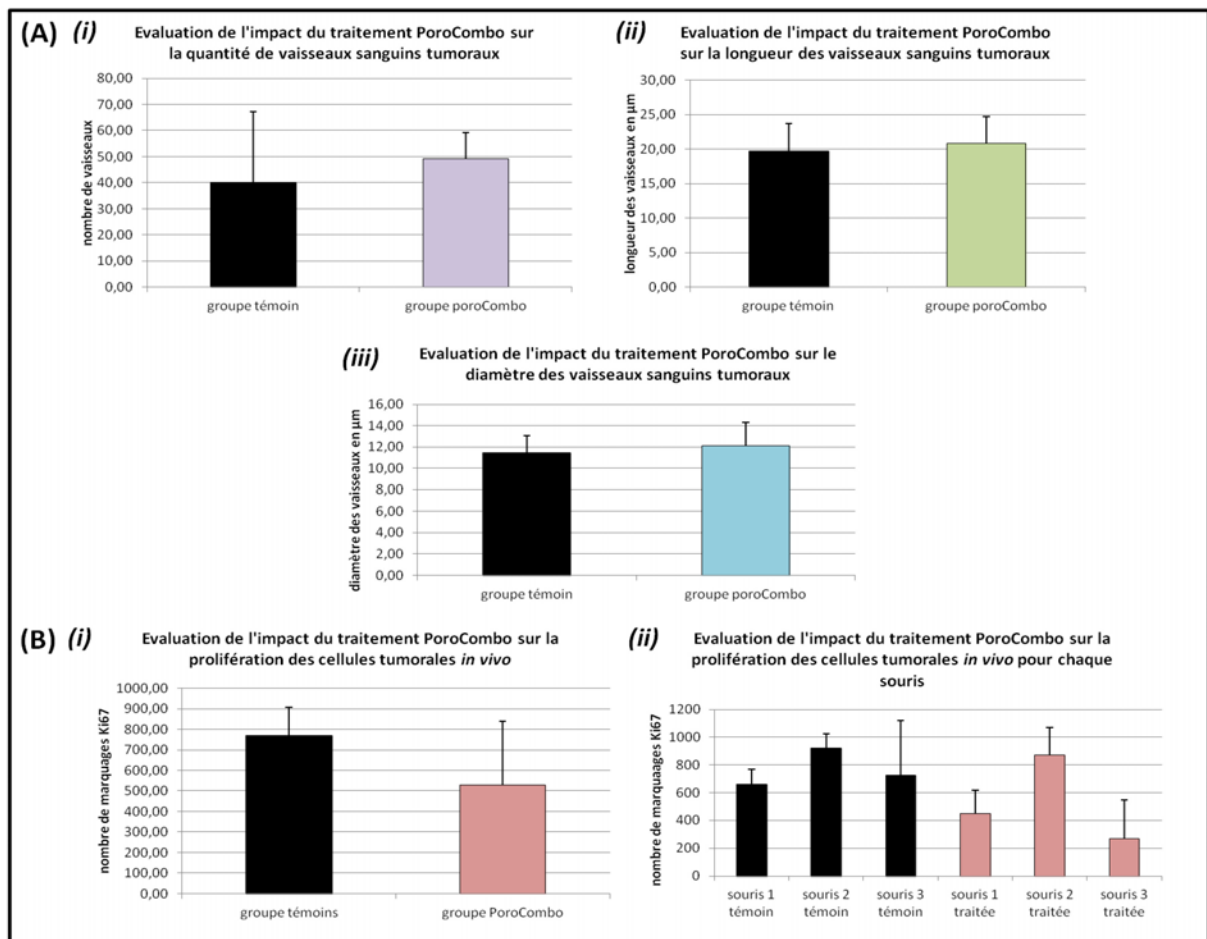 (A) (i) Evaluation de l'impact du traitement PoroCombo sur
la quantité de vaisseaux sanguins tumoraux
80,00
70,00
60,00
50,00
40,00
30,00
20,00
10,00
0,00
nombre de vaisseaux
groupe témoin groupe poroCombo
(ii) Evaluation de l'impact du traitement PoroCombo
sur la longueur des vaisseaux sanguins tumoraux
30,00
25,00
20,00
15,00
10,00
5,00
0,00
longueur des vaisseaux en µm
groupe témoin groupe poroCombo
(iii) Evaluation de l'impact du traitement PoroCombo sur le
diamètre des vaisseaux sanguins tumoraux
16,00
14,00
12,00
10,00
8,00
6,00
4,00
2,00
0,00
diamètre des vaisseaux en µm
groupe témoin groupe poroCombo
(B) (i) Evaluation de l'impact du traitement PoroCombo sur la
prolifération des cellules tumorales in vivo
1000,00
900,00
800,00
700,00
600,00
500,00
400,00
300,00
200,00
100,00
0,00
nombre de marquages Ki67
groupe témoins groupe PoroCombo
(ii) Evaluation de l'impact du traitement PoroCombo sur la
prolifération des cellules tumorales in vivo pour chaque
souris
1200
1000
800
600
400
200
0
nombre de marquaages Ki67
souris 1 souris 2 souris 3 souris 1 souris 2 souris 3
témoin témoin témoin traitée traitée traitée